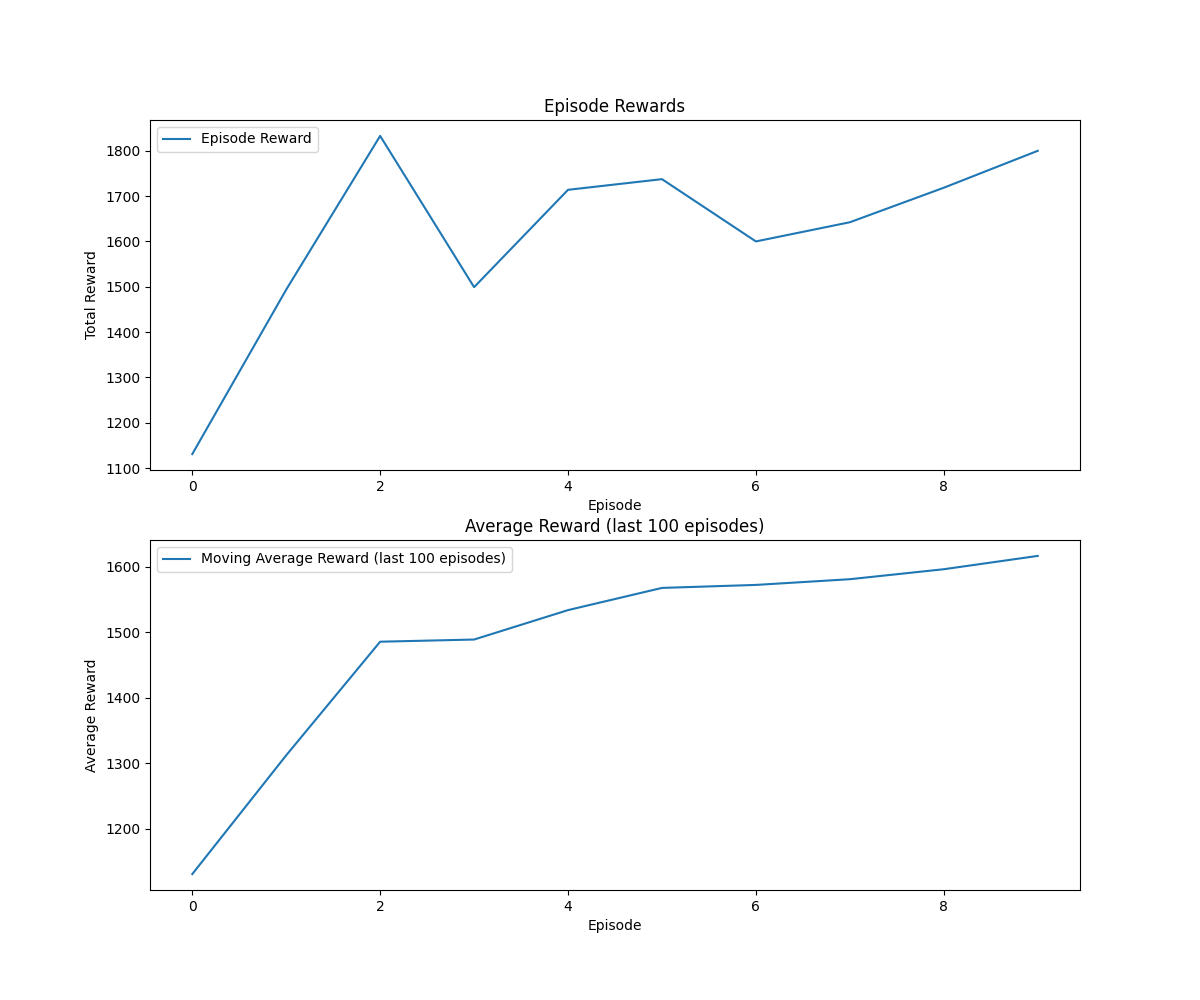 Episode Rewards
Episode Reward
1800
1700
1600
1500
1400
1300
1200
1100
Total Reward
0 2 4 6 8
Episode
Average Reward (last 100 episodes)
Moving Average Reward (last 100 episodes)
1600
1500
1400
1300
1200
Average Reward
0 2 4 6 8
Episode